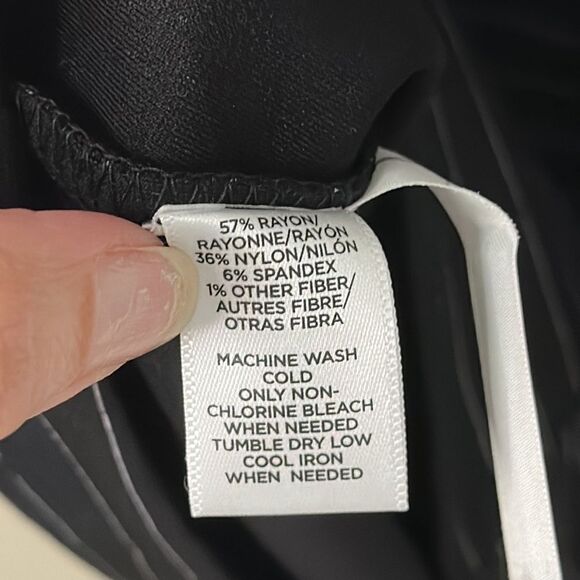 57% RAYON/
RAYONNE/RAYÓN
36% NYLON/NILÓN
6% SPANDEX
1% OTHER FIBER/
AUTRES FIBRE/
OTRAS FIBRA
MACHINE WASH
COLD
ONLY NON-
CHLORINE BLEACH
WHEN NEEDED
TUMBLE DRY LOW
COOL IRON
WHEN NEEDED